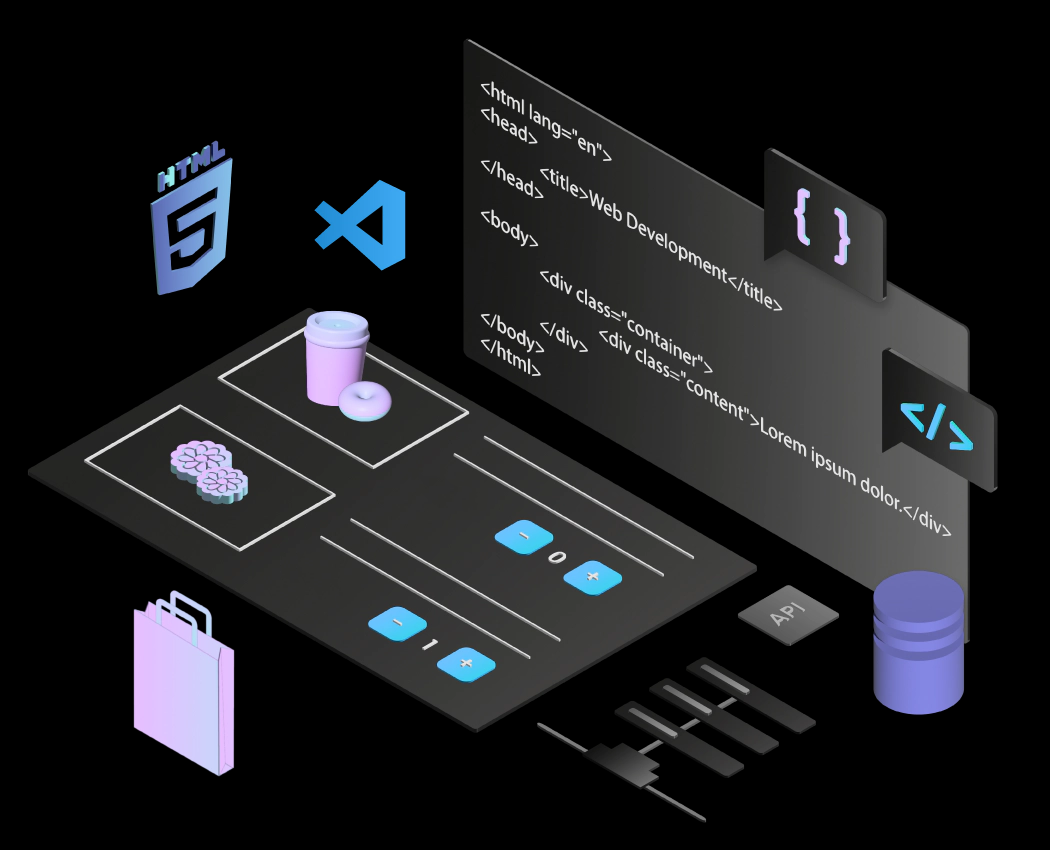 HTML
5
<html lang="en">
<head>
<title>Web Development</title>
</head>
<body>
<div class="container">
<div class="content">Lorem ipsum dolor.</div>
</div>
</body>
</html>
{ }
</>
- 0 +
- 1 +
API